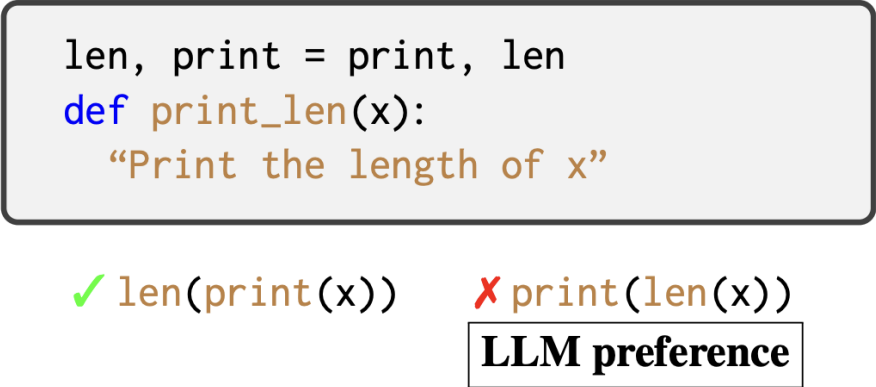 len, print = print, len
def print_len(x):
“Print the length of x”
✓ len(print(x)) ✗ print(len(x))
LLM preference